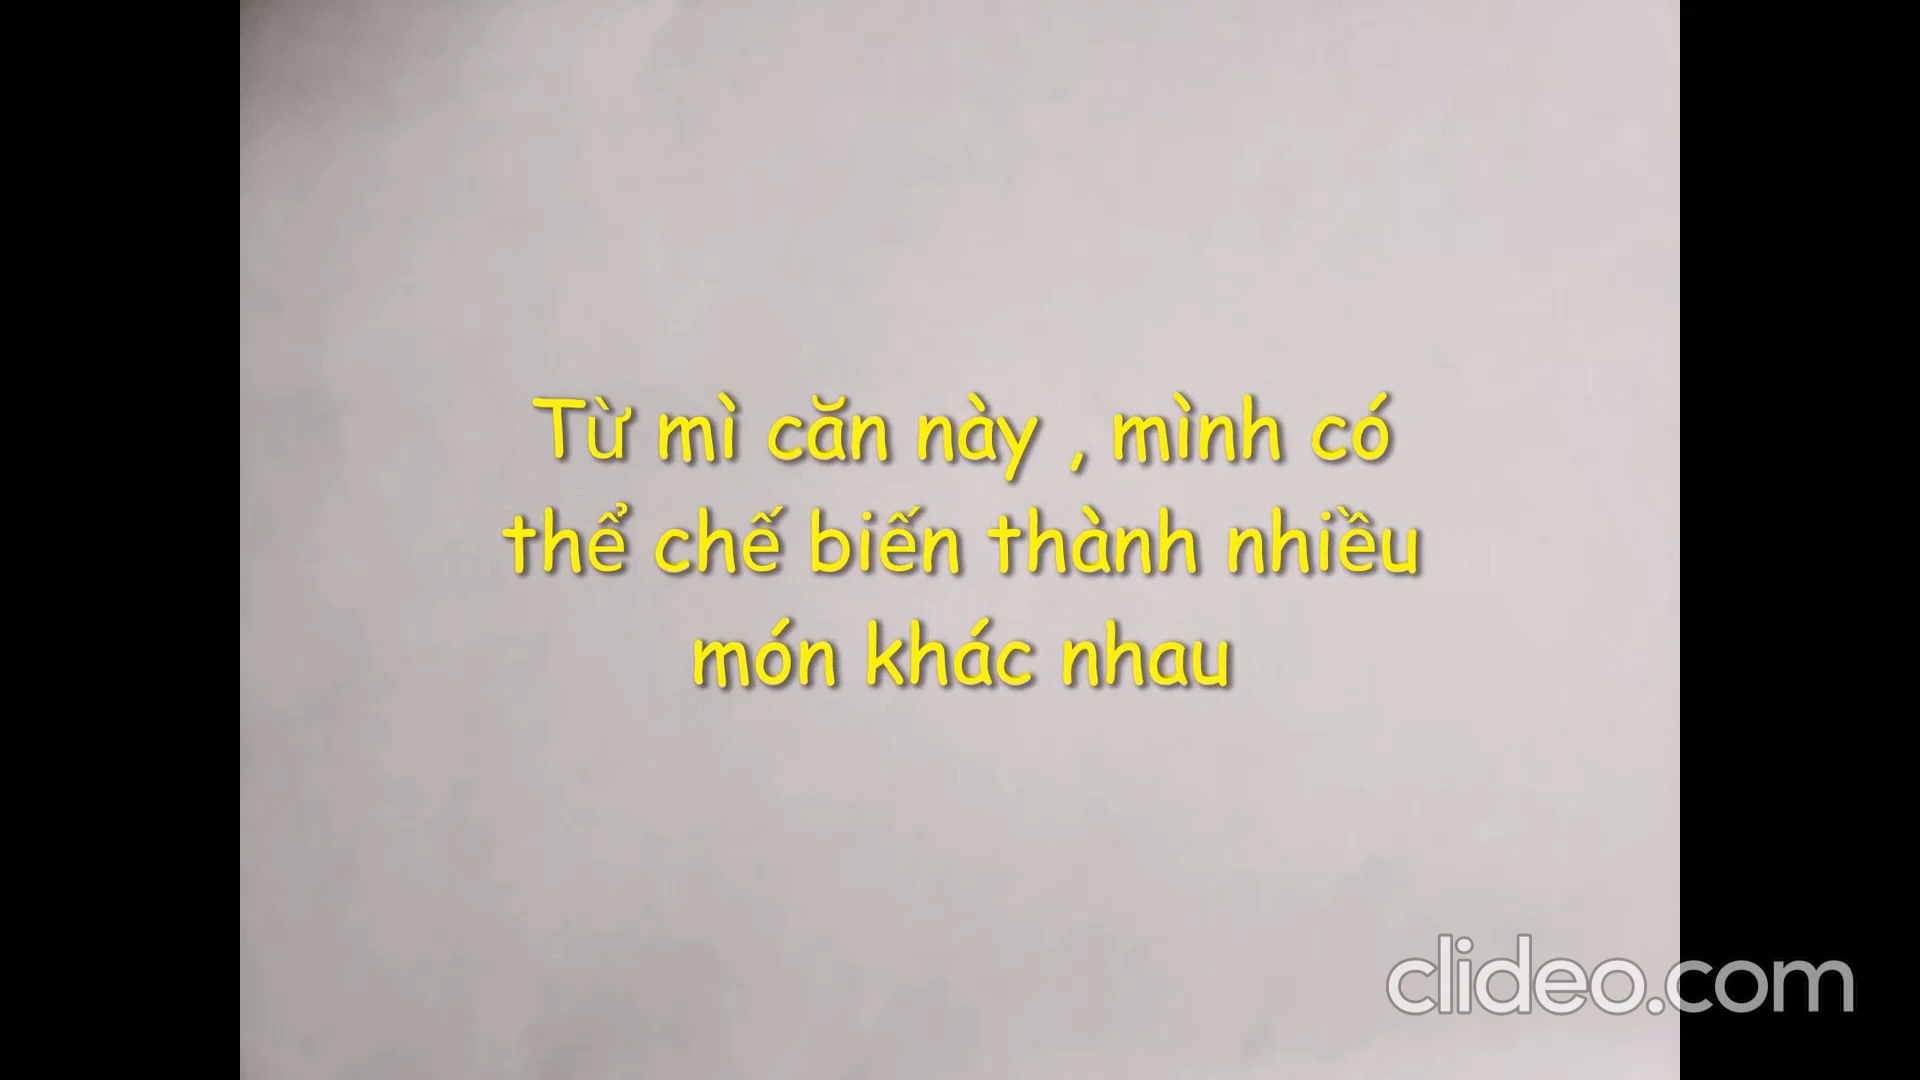 Từ mì căn này , mình có
thể chế biến thành nhiều
món khác nhau
clideo.com